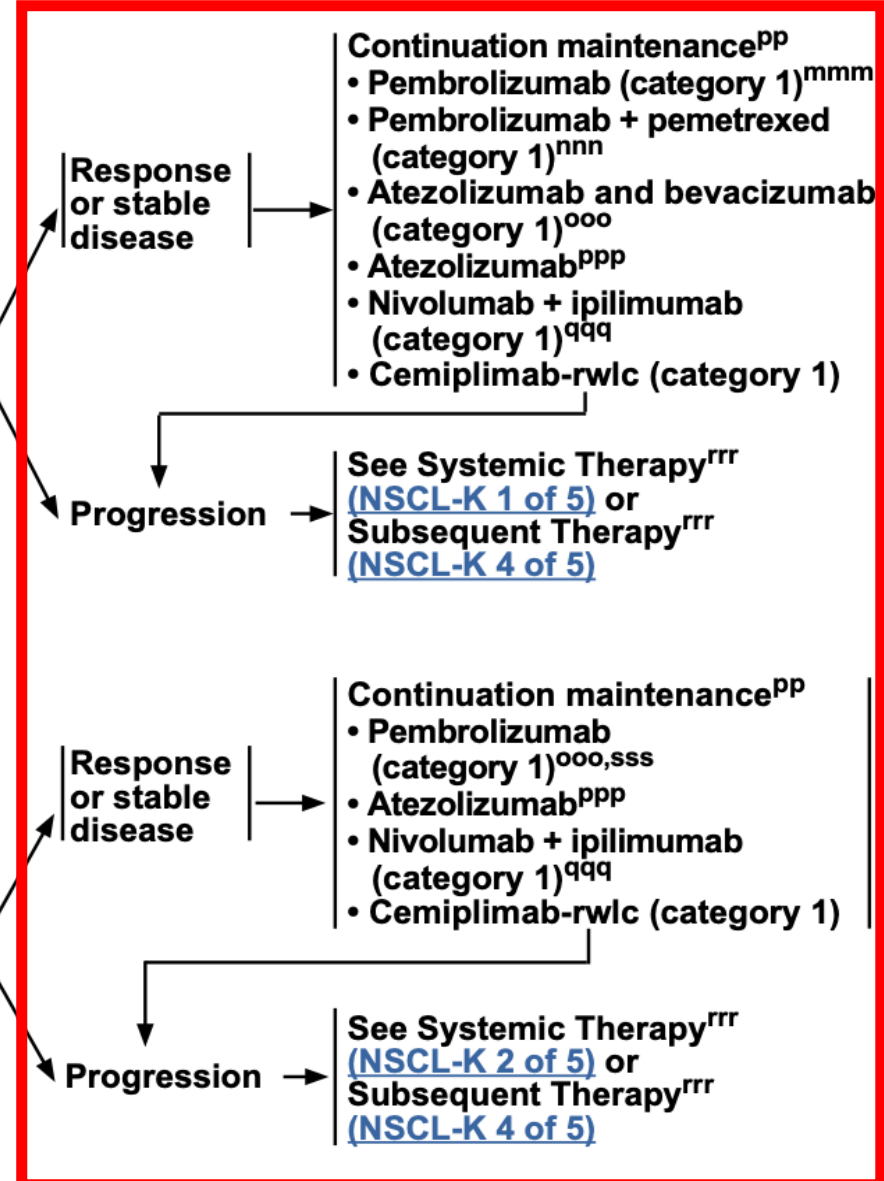 Response
or stable
disease
Continuation maintenancepp
• Pembrolizumab (category 1)mmm
• Pembrolizumab + pemetrexed
(category 1)nnn
• Atezolizumab and bevacizumab
(category 1)ooo
• Atezolizumabppp
• Nivolumab + ipilimumab
(category 1)qqq
• Cemiplimab-rwlc (category 1)
Progression
See Systemic Therapyrrr
(NSCL-K 1 of 5) or
Subsequent Therapyrrr
(NSCL-K 4 of 5)
Response
or stable
disease
Continuation maintenancepp
• Pembrolizumab
(category 1)ooo,sss
• Atezolizumabppp
• Nivolumab + ipilimumab
(category 1)qqq
• Cemiplimab-rwlc (category 1)
Progression
See Systemic Therapyrrr
(NSCL-K 2 of 5) or
Subsequent Therapyrrr
(NSCL-K 4 of 5)